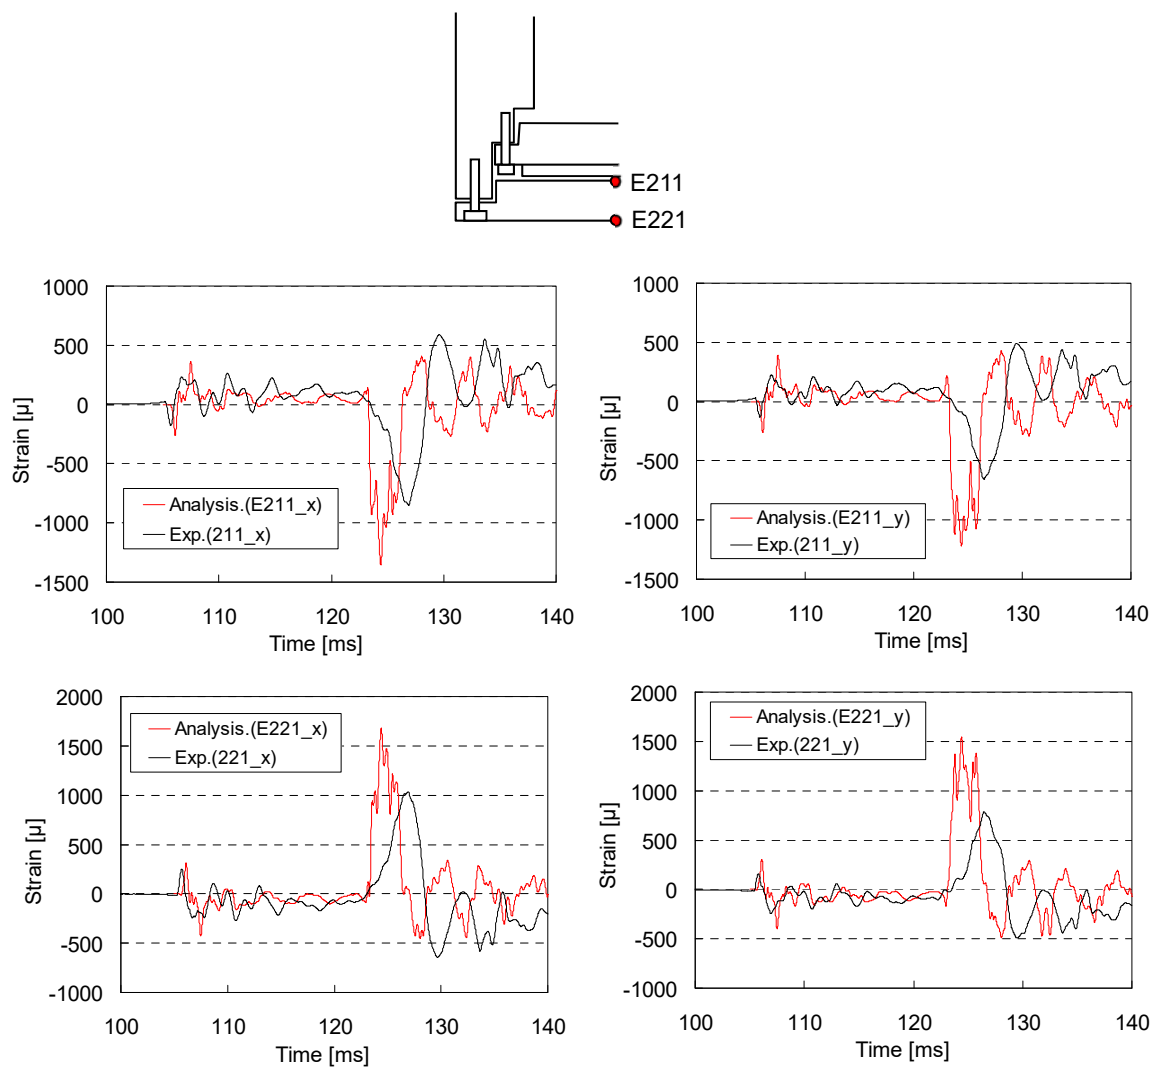 E211
E221
1000
500
0
-500
-1000
-1500
Strain [µ]
Analysis.(E211_x)
Exp.(211_x)
100
110
120
130
140
Time [ms]
1000
500
0
-500
-1000
-1500
Strain [µ]
Analysis.(E211_y)
Exp.(211_y)
100
110
120
130
140
Time [ms]
2000
1500
1000
500
0
-500
-1000
Strain [µ]
Analysis.(E221_x)
Exp.(221_x)
100
110
120
130
140
Time [ms]
2000
1500
1000
500
0
-500
-1000
Strain [µ]
Analysis.(E221_y)
Exp.(221_y)
100
110
120
130
140
Time [ms]